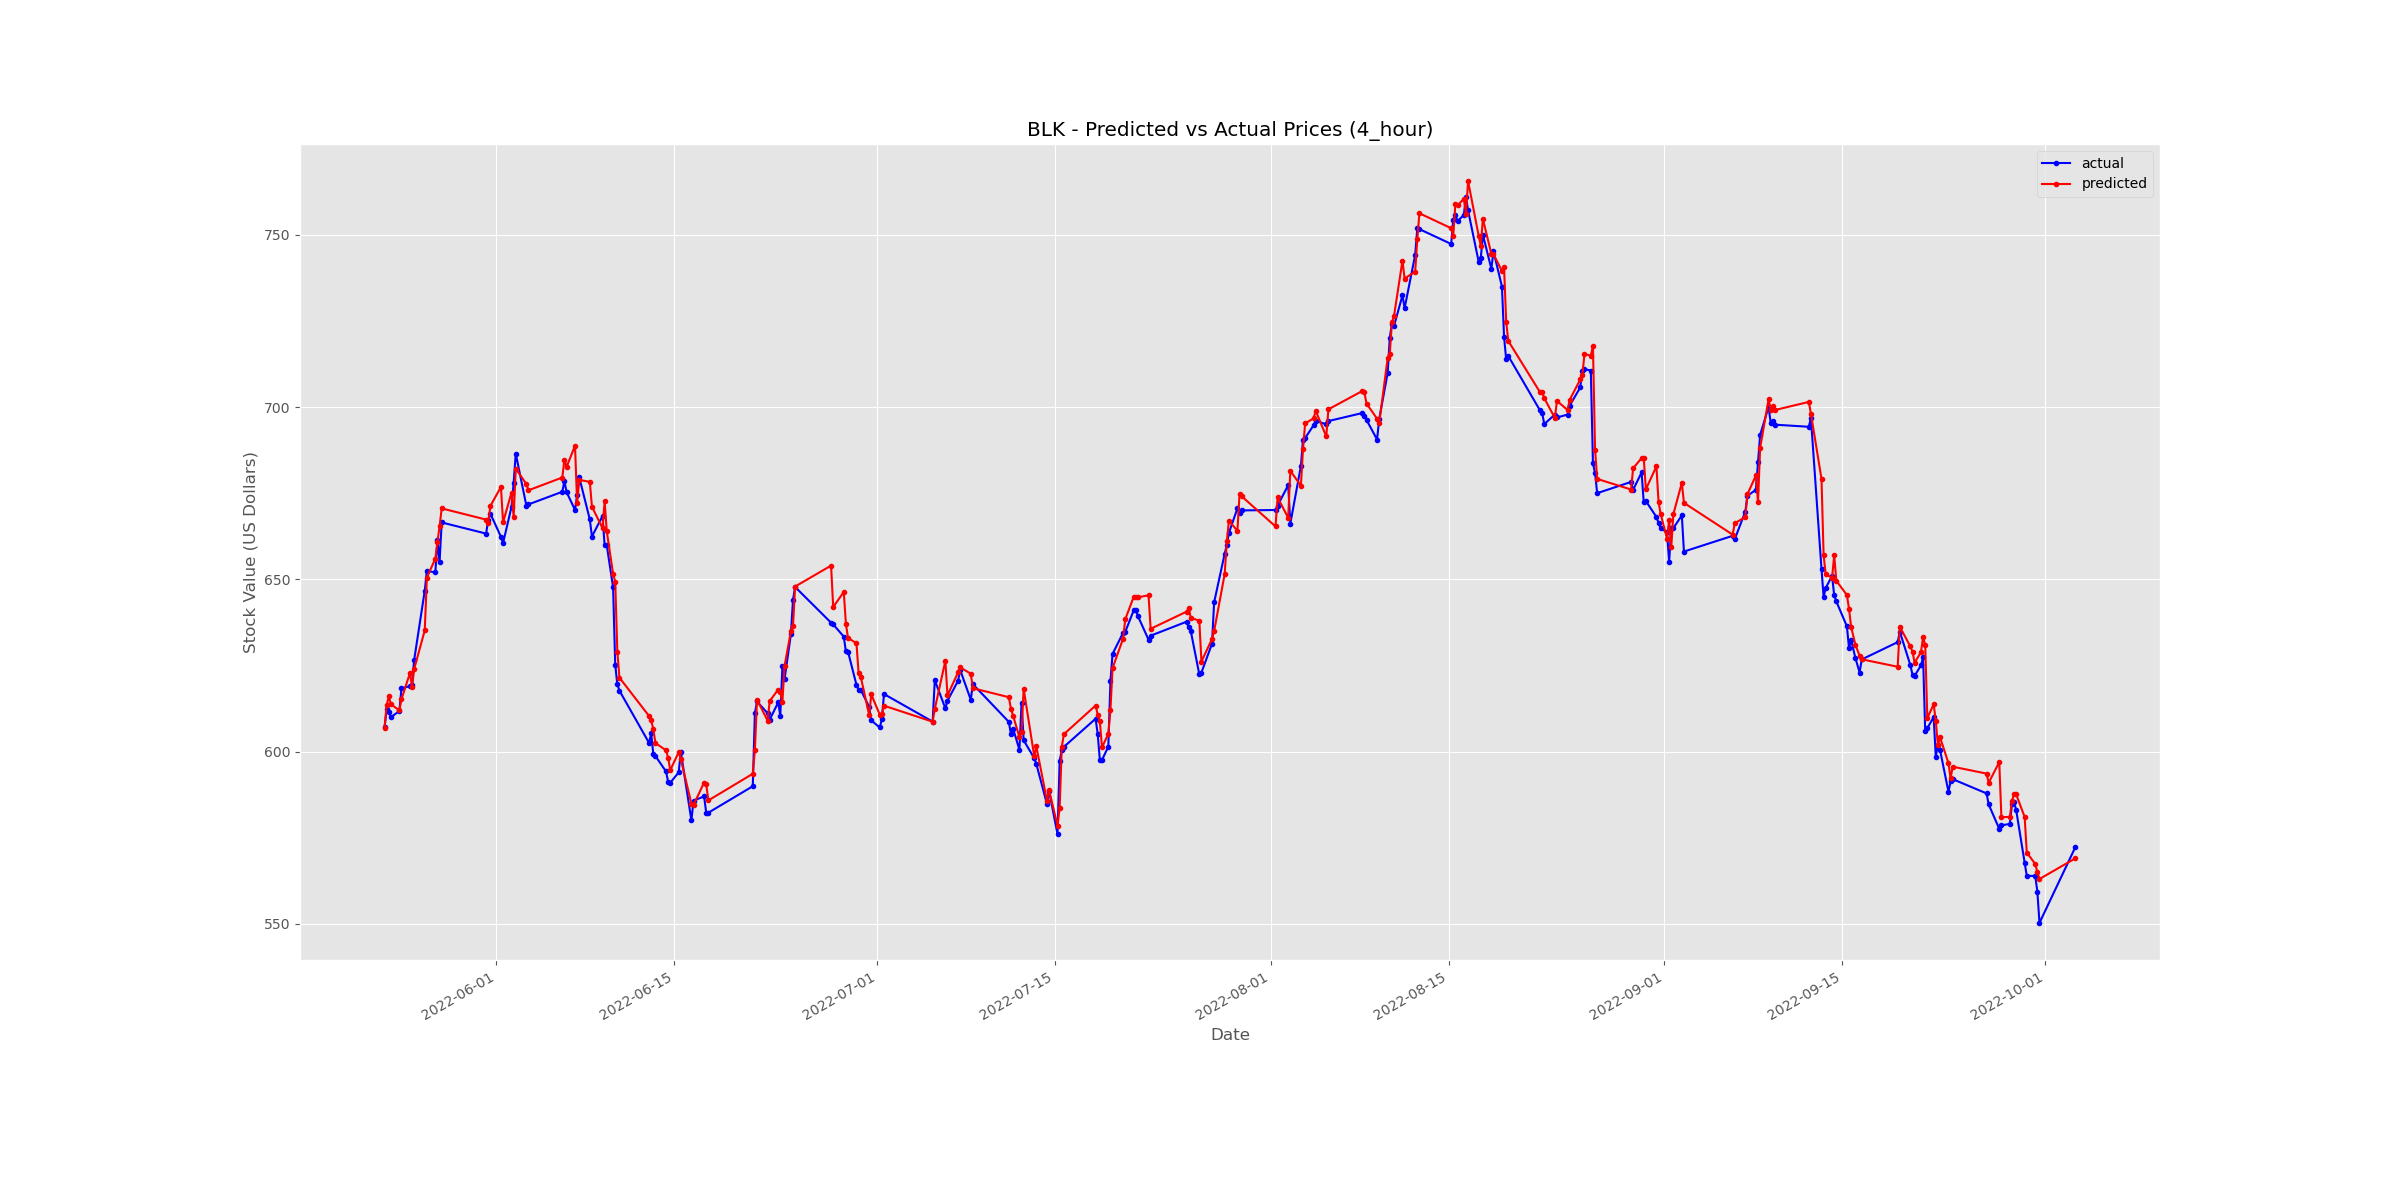 BLK - Predicted vs Actual Prices (4_hour)
actual
predicted
Stock Value (US Dollars)
750
700
650
600
550
2022-06-01
2022-06-15
2022-07-01
2022-07-15
2022-08-01
2022-08-15
2022-09-01
2022-09-15
2022-10-01
Date